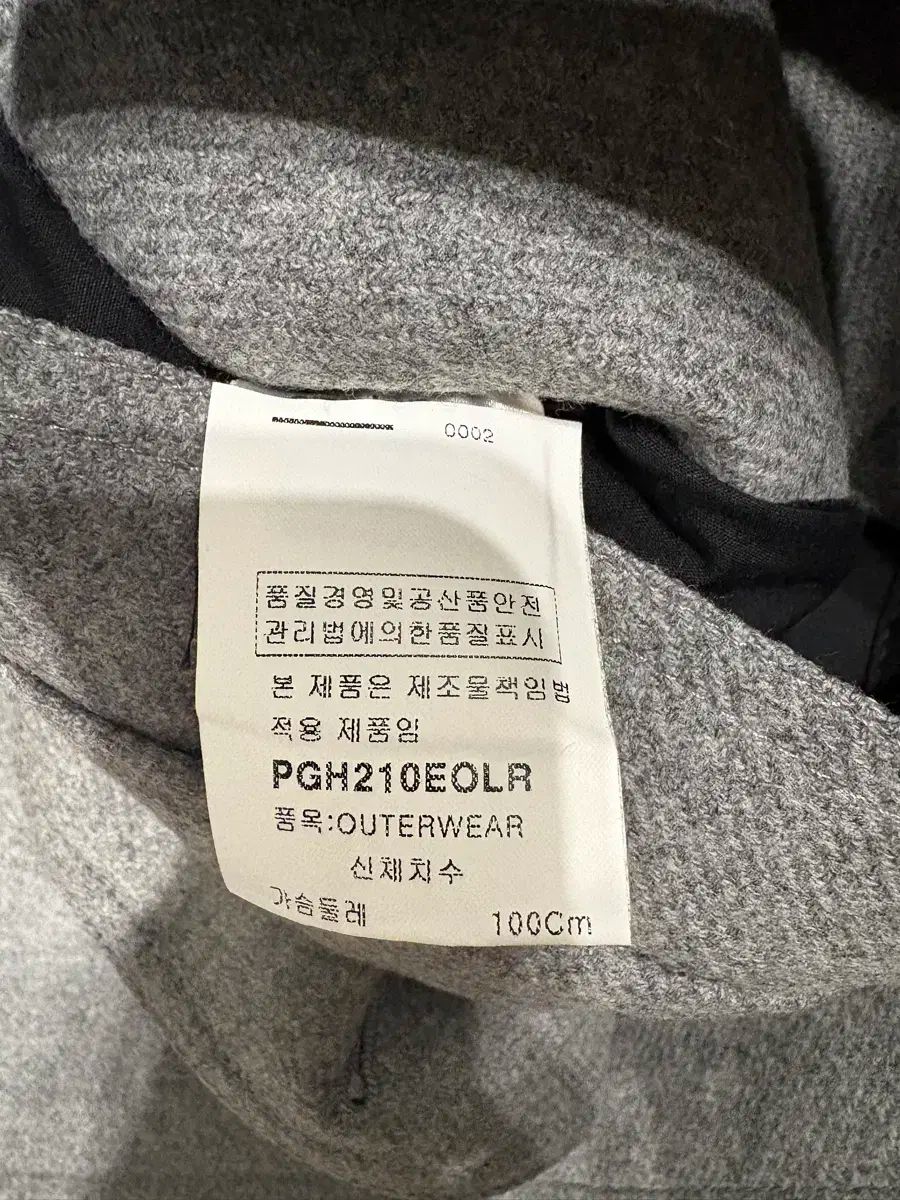 0002
품질경영및공산품안전
관리법에의한품질표시
본 제품은 제조물책임법
적용 제품임
PGH210EOLR
품목:OUTERWEAR
신체치수
가슴둘레 100Cm